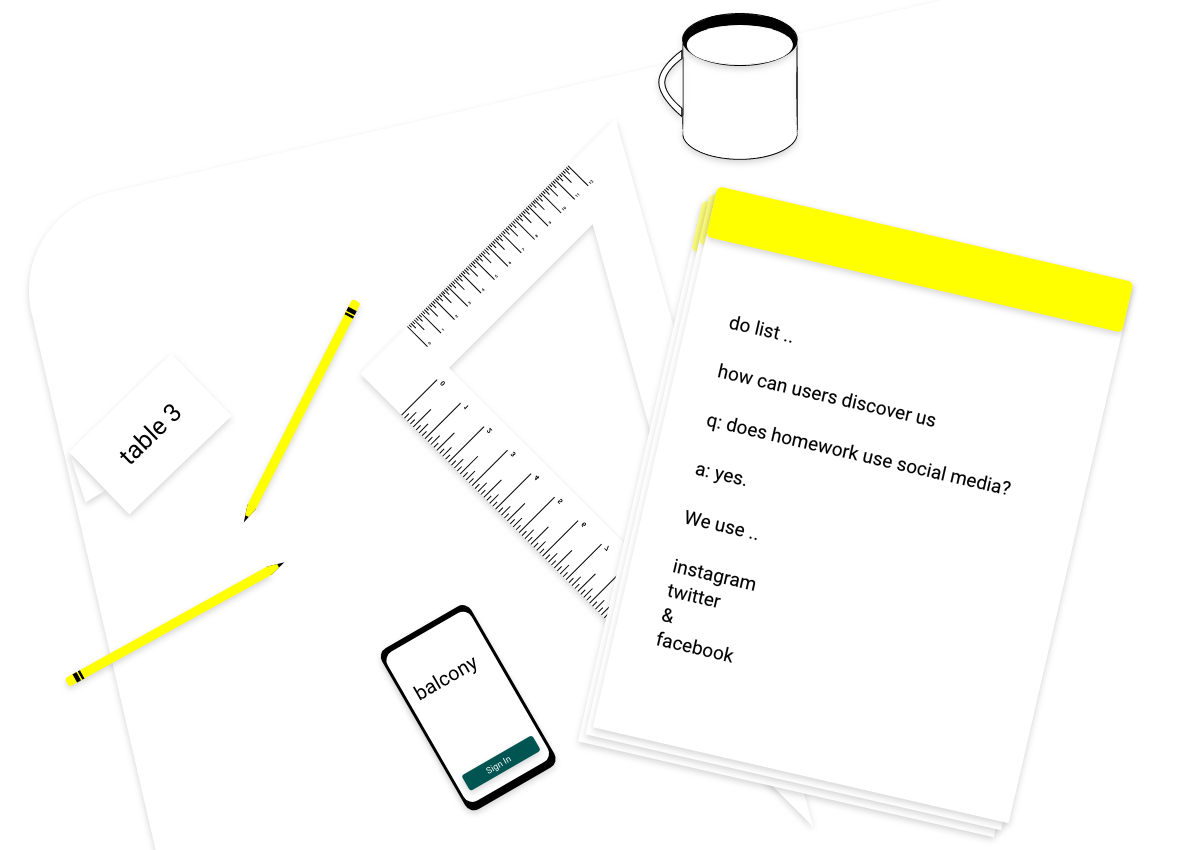 do list ..
how can users discover us
q: does homework use social media?
a: yes.
We use ..
instagram
twitter
&
facebook
table 3
balcony
Sign In
0